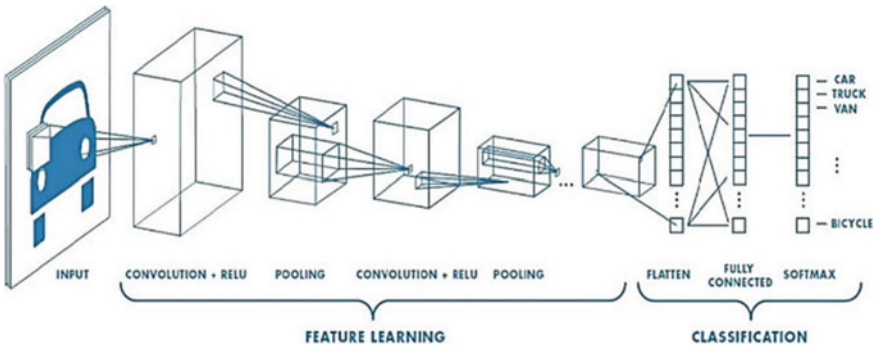 CAR
TRUCK
VAN
BICYCLE
INPUT
CONVOLUTION + RELU
POOLING
CONVOLUTION + RELU
POOLING
FLATTEN
FULLY
CONNECTED
SOFTMAX
FEATURE LEARNING
CLASSIFICATION